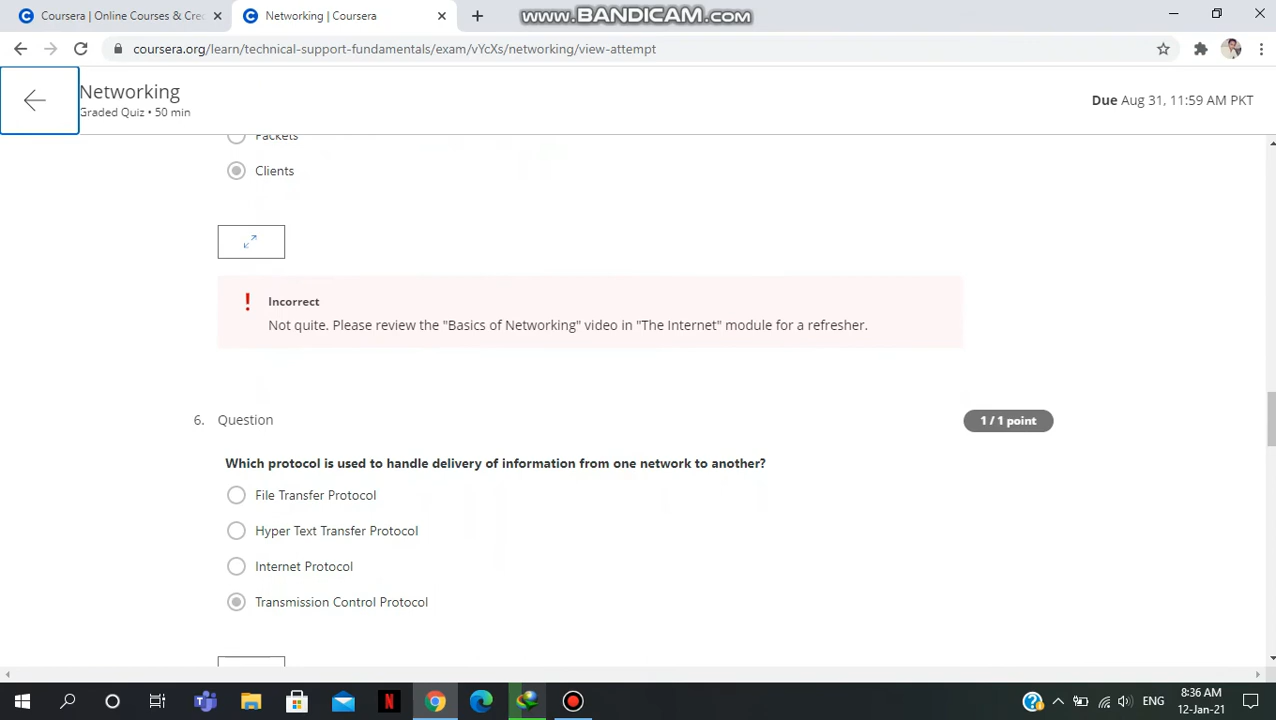 Coursera | Online Courses & Cre
Networking | Coursera
www.BANDICAM.com
coursera.org/learn/technical-support-fundamentals/exam/vYcXs/networking/view-attempt
Networking
Graded Quiz • 50 min
Due Aug 31, 11:59 AM PKT
Packets
Clients
Incorrect
Not quite. Please review the "Basics of Networking" video in "The Internet" module for a refresher.
6. Question
1 / 1 point
Which protocol is used to handle delivery of information from one network to another?
File Transfer Protocol
Hyper Text Transfer Protocol
Internet Protocol
Transmission Control Protocol
ENG
8:36 AM
12-Jan-21